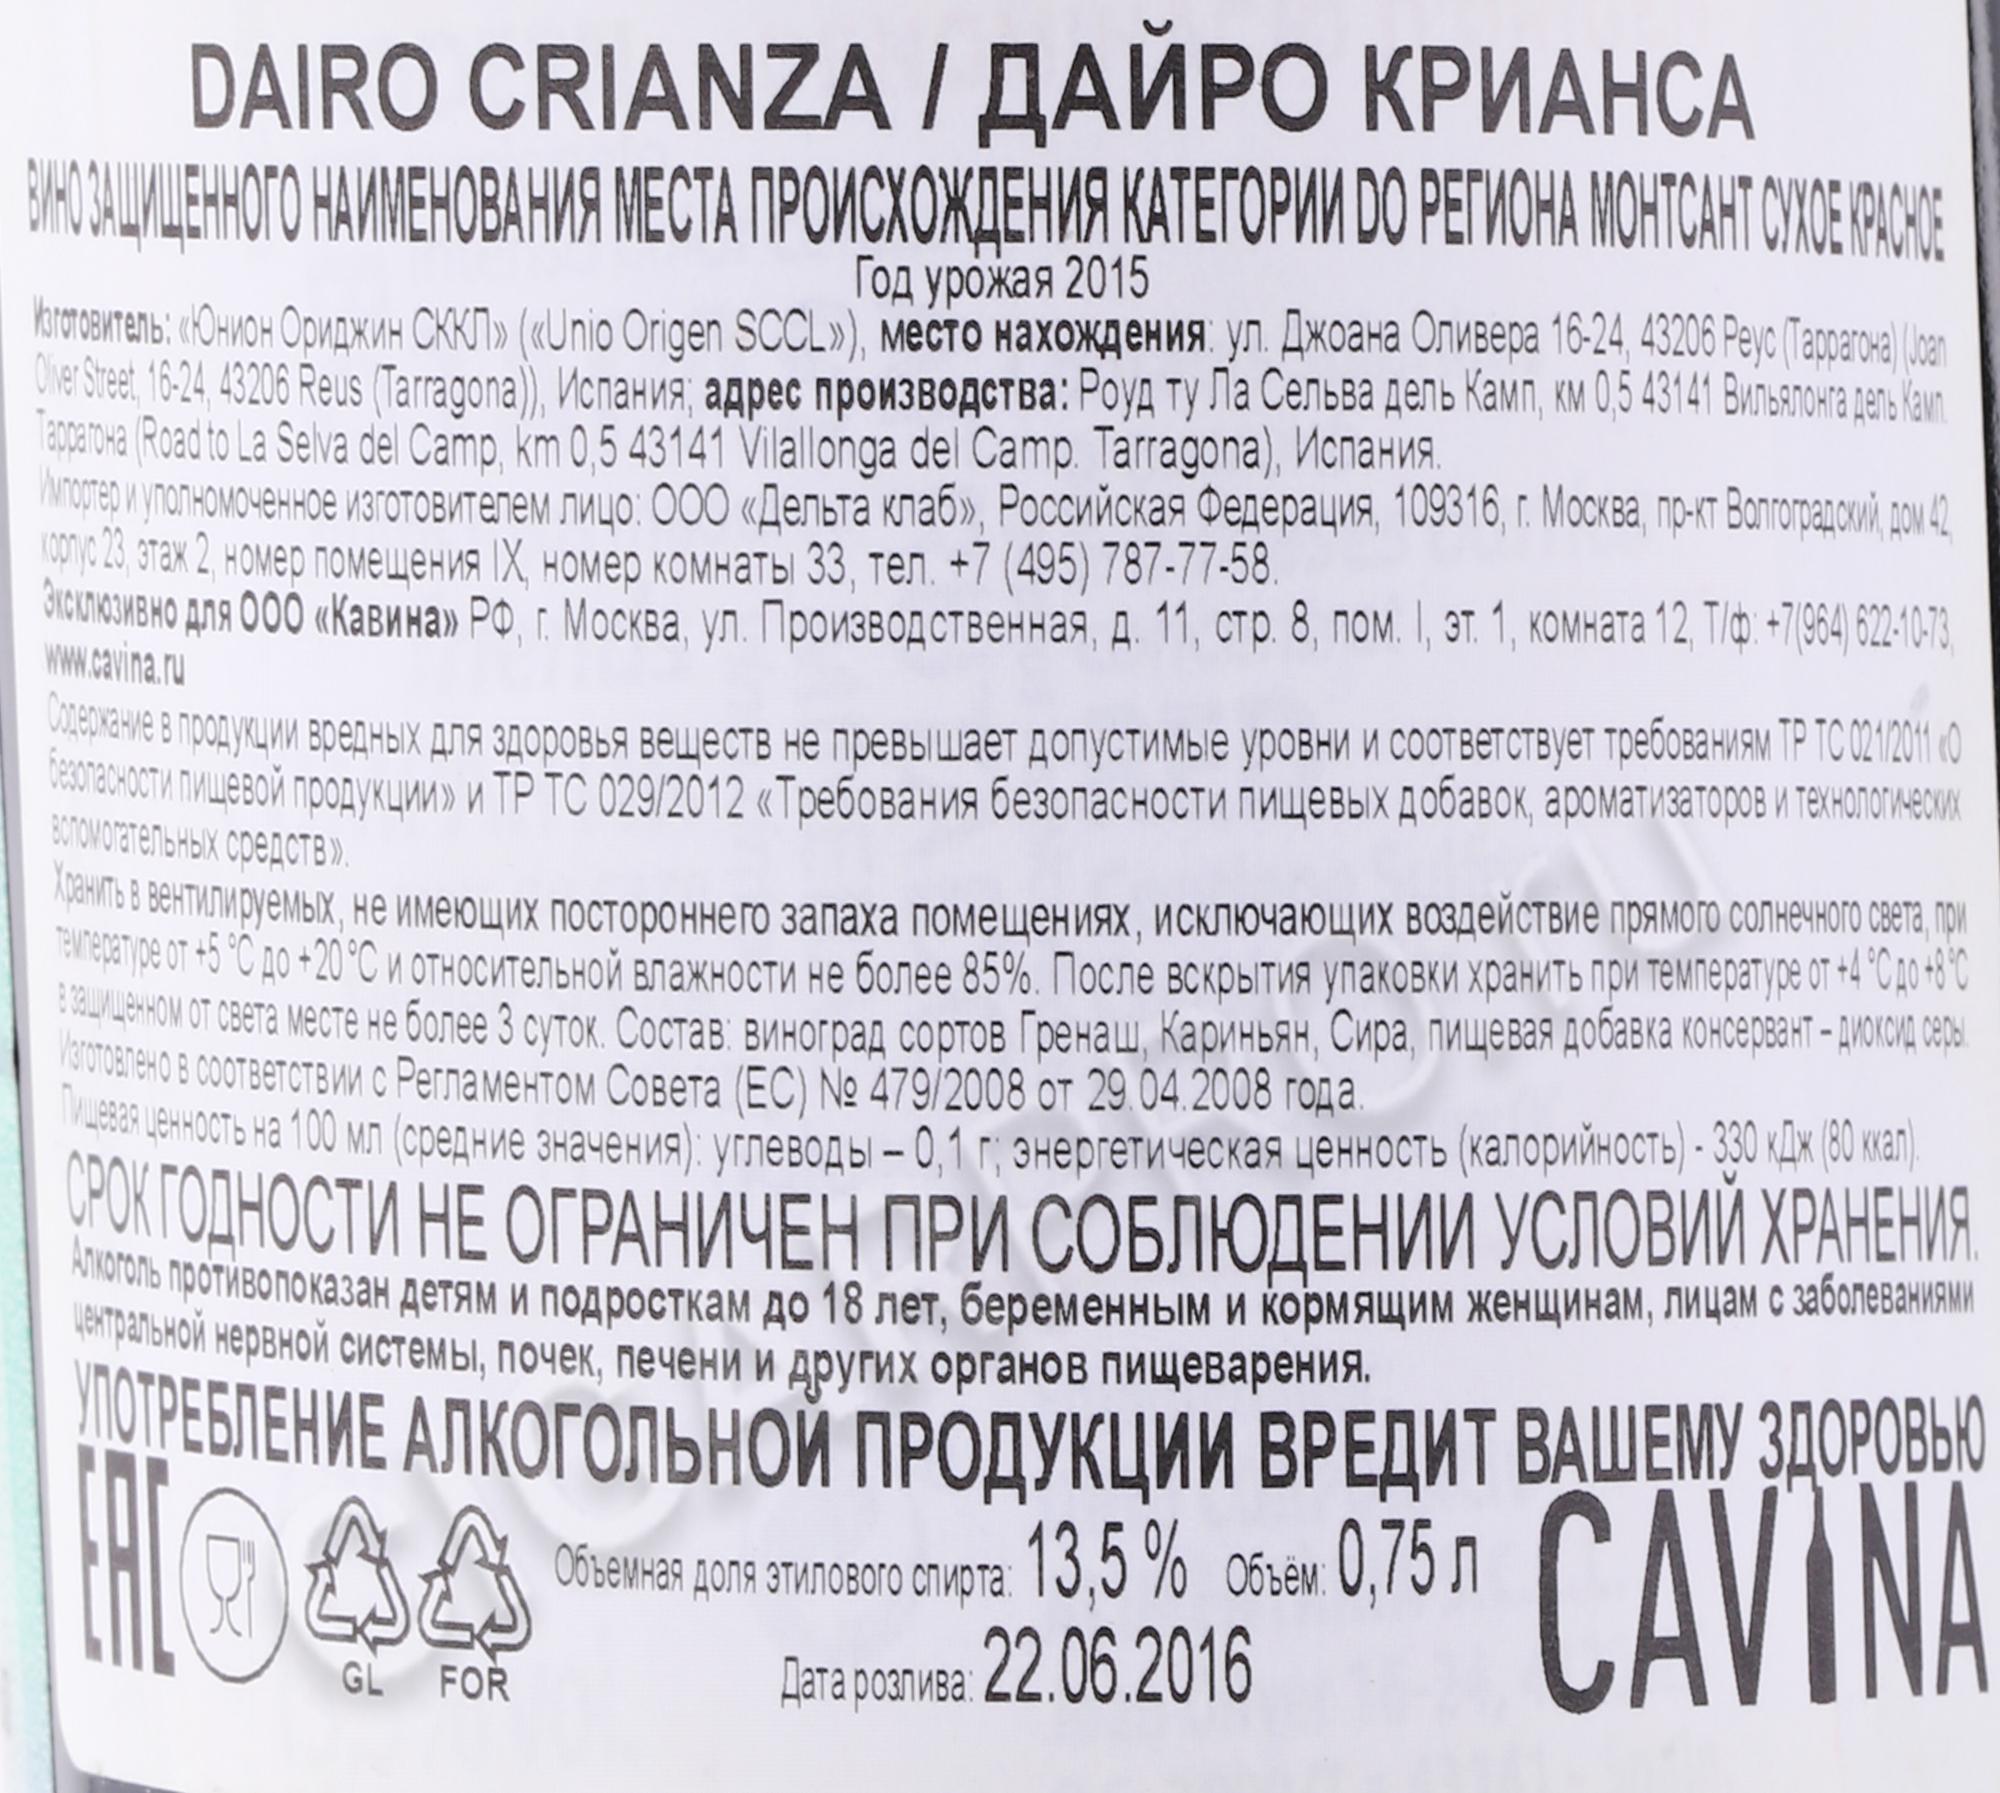 DAIRO CRIANZA / ДАЙРО КРИАНСА
ВИНО ЗАЩИЩЕННОГО НАИМЕНОВАНИЯ МЕСТА ПРОИСХОЖДЕНИЯ КАТЕГОРИИ DO РЕГИОНА МОНТСАНТ СУХОЕ КРАСНОЕ
Год урожая 2015
Изготовитель: «Юнион Ориджин СККЛ» («Unio Origen SCCL»), место нахождения: ул. Джоана Оливера 16-24, 43206 Реус (Таррагона) (Joan
Oliver Street, 16-24, 43206 Reus (Tarragona)), Испания; адрес производства: Роуд ту Ла Сельва дель Камп, км 0,5 43141 Вильялонга дель Камп.
Таррагона (Road to La Selva del Camp, km 0,5 43141 Vilallonga del Camp. Tarragona), Испания.
Импортер и уполномоченное изготовителем лицо: ООО «Дельта клаб», Российская Федерация, 109316, г. Москва, пр-кт Волгоградский, дом 42,
корпус 23, этаж 2, номер помещения IX, номер комнаты 33, тел. +7 (495) 787-77-58.
Эксклюзивно для ООО «Кавина» РФ, г. Москва, ул. Производственная, д. 11, стр. 8, пом. I, эт. 1, комната 12, Т/ф: +7(964) 622-10-73,
www.cavina.ru
Содержание в продукции вредных для здоровья веществ не превышает допустимые уровни и соответствует требованиям ТР ТС 021/2011 «О
безопасности пищевой продукции» и ТР ТС 029/2012 «Требования безопасности пищевых добавок, ароматизаторов и технологических
вспомогательных средств».
Хранить в вентилируемых, не имеющих постороннего запаха помещениях, исключающих воздействие прямого солнечного света, при
температуре от +5 °C до +20 °C и относительной влажности не более 85%. После вскрытия упаковки хранить при температуре от +4 °C до +8 °C
в защищенном от света месте не более 3 суток. Состав: виноград сортов Гренаш, Кариньян, Сира, пищевая добавка консервант – диоксид серы.
Изготовлено в соответствии с Регламентом Совета (ЕС) № 479/2008 от 29.04.2008 года.
Пищевая ценность на 100 мл (средние значения): углеводы – 0,1 г; энергетическая ценность (калорийность) - 330 кДж (80 ккал).
СРОК ГОДНОСТИ НЕ ОГРАНИЧЕН ПРИ СОБЛЮДЕНИИ УСЛОВИЙ ХРАНЕНИЯ.
Алкоголь противопоказан детям и подросткам до 18 лет, беременным и кормящим женщинам, лицам с заболеваниями
центральной нервной системы, почек, печени и других органов пищеварения.
УПОТРЕБЛЕНИЕ АЛКОГОЛЬНОЙ ПРОДУКЦИИ ВРЕДИТ ВАШЕМУ ЗДОРОВЬЮ
EAC
GL FOR
Объемная доля этилового спирта: 13,5 % Объём: 0,75 л
Дата розлива: 22.06.2016
CAVINA
CIGARPRO.ru